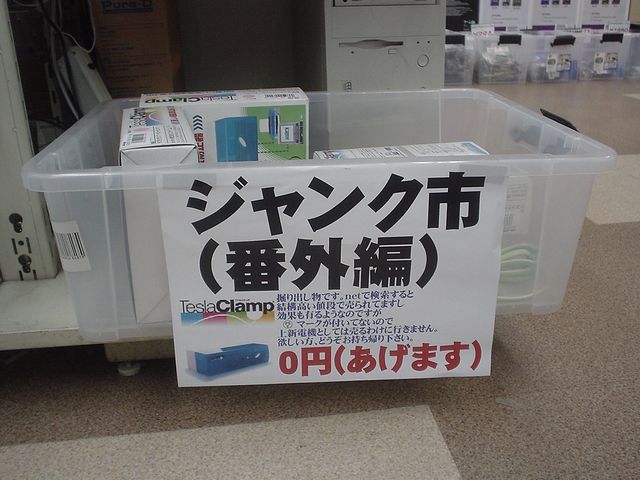 Pure-D
TeslaClamp
ジャンク市
(番外編)
TeslaClamp
掘り出し物です。netで検索すると
結構高い値段で売られてますし
効果も有るようなのですが
マークが付いてないので
上新電機としては売るわけに行きません。
欲しい方、どうぞお持ち帰り下さい。
0円(あげます)